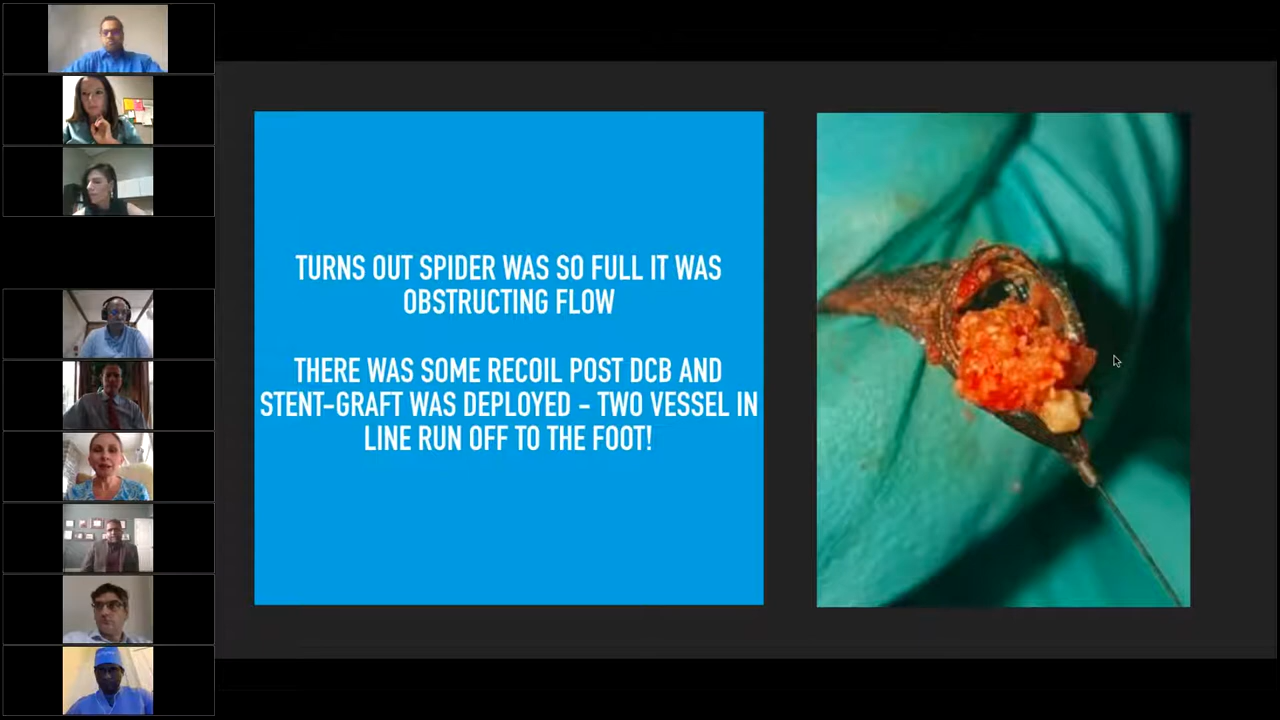 TURNS OUT SPIDER WAS SO FULL IT WAS
OBSTRUCTING FLOW
THERE WAS SOME RECOIL POST DCB AND
STENT-GRAFT WAS DEPLOYED – TWO VESSEL IN
LINE RUN OFF TO THE FOOT!